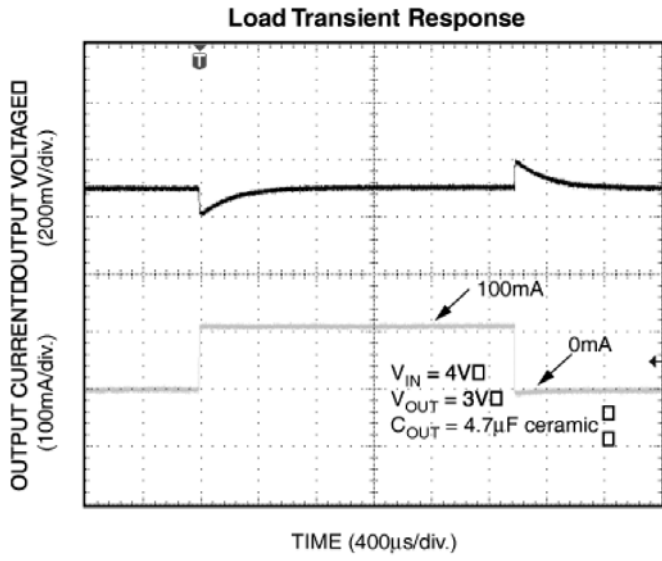 Load Transient Response
T
OUTPUT VOLTAGE□
(200mV/div.)
OUTPUT CURRENT□
(100mA/div.)
100mA
0mA
V_IN = 4V□
V_OUT = 3V□
C_OUT = 4.7µF ceramic□
□
TIME (400µs/div.)